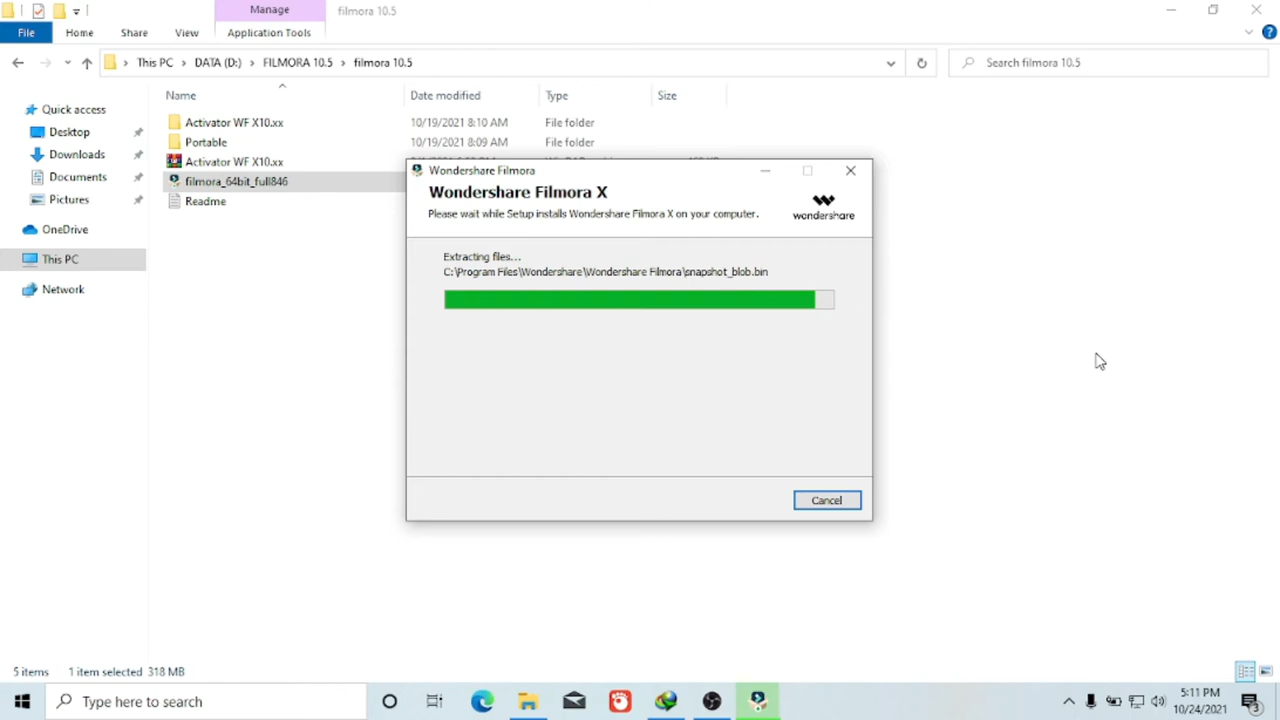 Manage
filmora 10.5
File
Home
Share
View
Application Tools
This PC
DATA (D:)
FILMORA 10.5
filmora 10.5
Search filmora 10.5
Name
Date modified
Type
Size
Quick access
Desktop
Downloads
Documents
Pictures
OneDrive
This PC
Network
Activator WF X10.xx
10/19/2021 8:10 AM
File folder
Portable
10/19/2021 8:09 AM
File folder
Activator WF X10.xx
filmora_64bit_full846
Readme
Wondershare Filmora
Wondershare Filmora X
Please wait while Setup installs Wondershare Filmora X on your computer.
wondershare
Extracting files...
C:\Program Files\Wondershare\Wondershare Filmora\snapshot_blob.bin
Cancel
5 items
1 item selected 318 MB
Type here to search
5:11 PM
10/24/2021
3